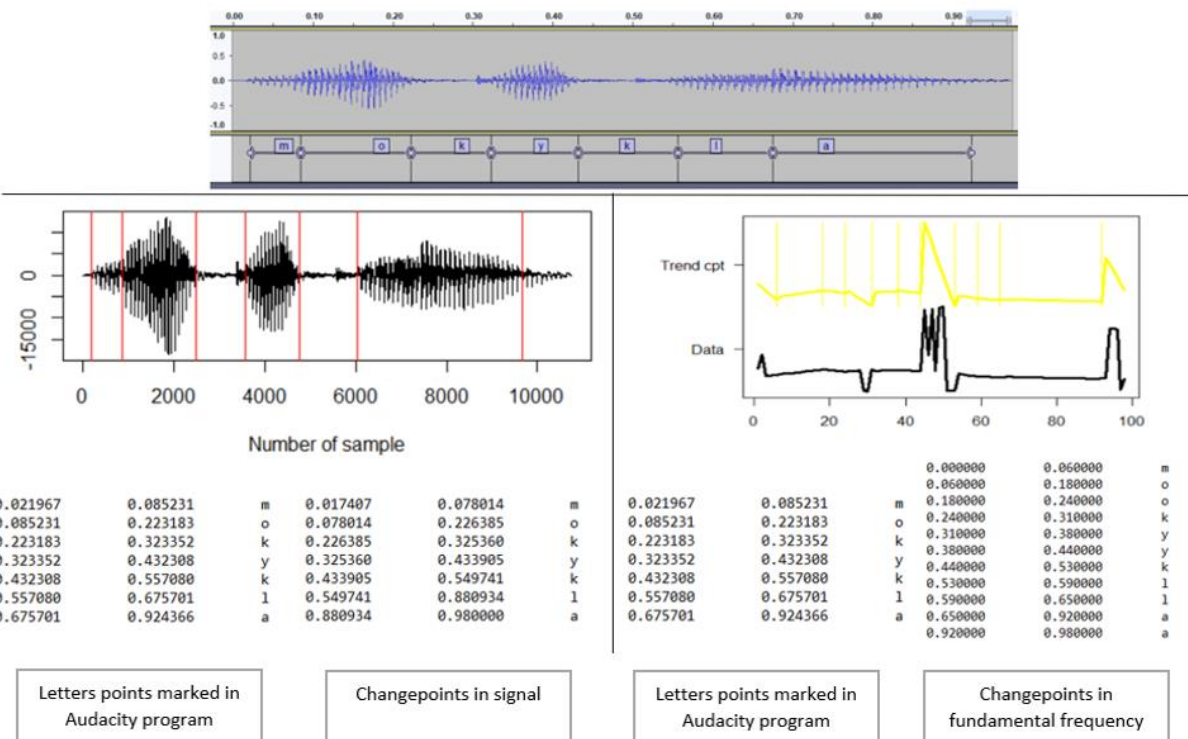 0.00 0.10 0.20 0.30 0.40 0.50 0.60 0.70 0.80 0.90
1.0
0.5
0.0
-0.5
-1.0
m o k y k l a
0
-15000
0 2000 4000 6000 8000 10000
Number of sample
Trend cpt
Data
0 20 40 60 80 100
0.021967 0.085231 m 0.017407 0.078014 m
0.085231 0.223183 o 0.078014 0.226385 o
0.223183 0.323352 k 0.226385 0.325360 k
0.323352 0.432308 y 0.325360 0.433905 y
0.432308 0.557080 k 0.433905 0.549741 k
0.557080 0.675701 l 0.549741 0.880934 l
0.675701 0.924366 a 0.880934 0.980000 a
0.021967 0.085231 m
0.085231 0.223183 o
0.223183 0.323352 k
0.323352 0.432308 y
0.432308 0.557080 k
0.557080 0.675701 l
0.675701 0.924366 a
0.000000 0.060000 m
0.060000 0.180000 o
0.180000 0.240000 o
0.240000 0.310000 k
0.310000 0.380000 y
0.380000 0.440000 y
0.440000 0.530000 k
0.530000 0.590000 l
0.590000 0.650000 l
0.650000 0.920000 a
0.920000 0.980000 a
Letters points marked in
Audacity program
Changepoints in signal
Letters points marked in
Audacity program
Changepoints in
fundamental frequency